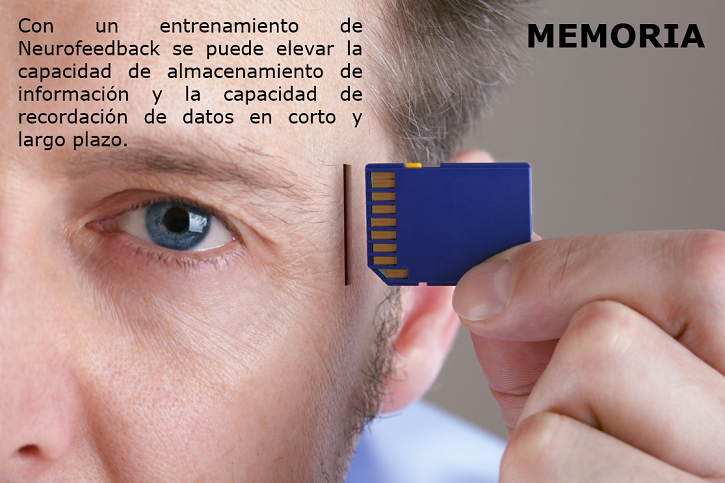 Con un entrenamiento de
Neurofeedback se puede elevar la
capacidad de almacenamiento de
información y la capacidad de
recordación de datos en corto y
largo plazo.
MEMORIA